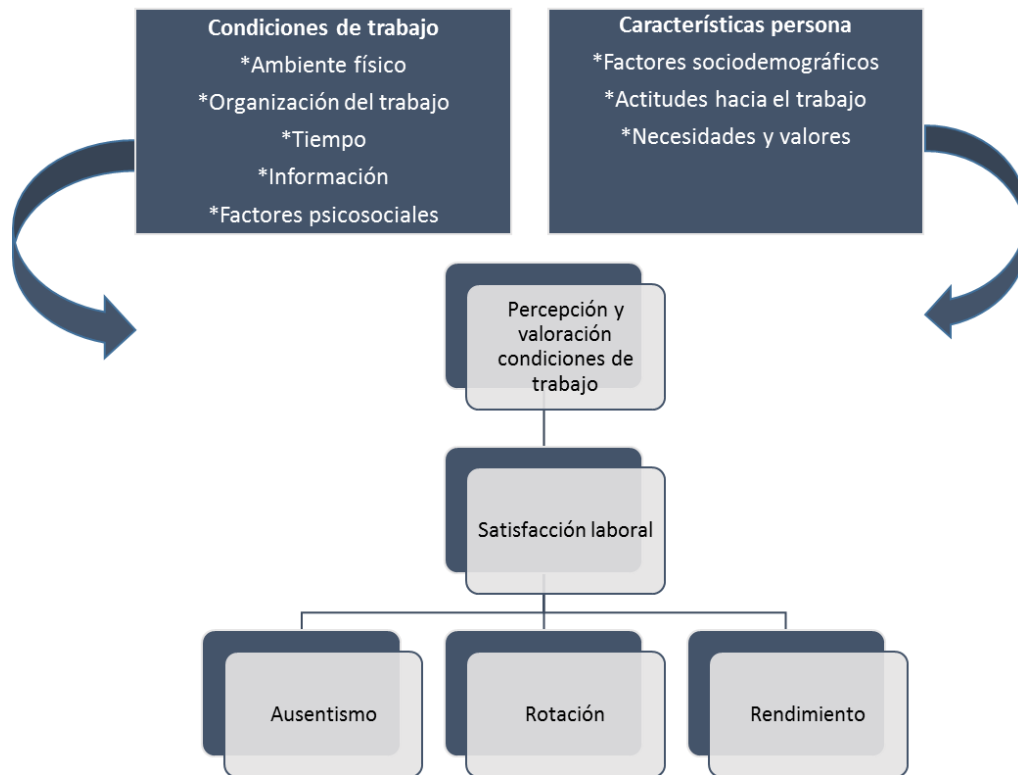 Condiciones de trabajo
*Ambiente físico
*Organización del trabajo
*Tiempo
*Información
*Factores psicosociales
Características persona
*Factores sociodemográficos
*Actitudes hacia el trabajo
*Necesidades y valores
Percepción y
valoración
condiciones de
trabajo
Satisfacción laboral
Ausentismo
Rotación
Rendimiento